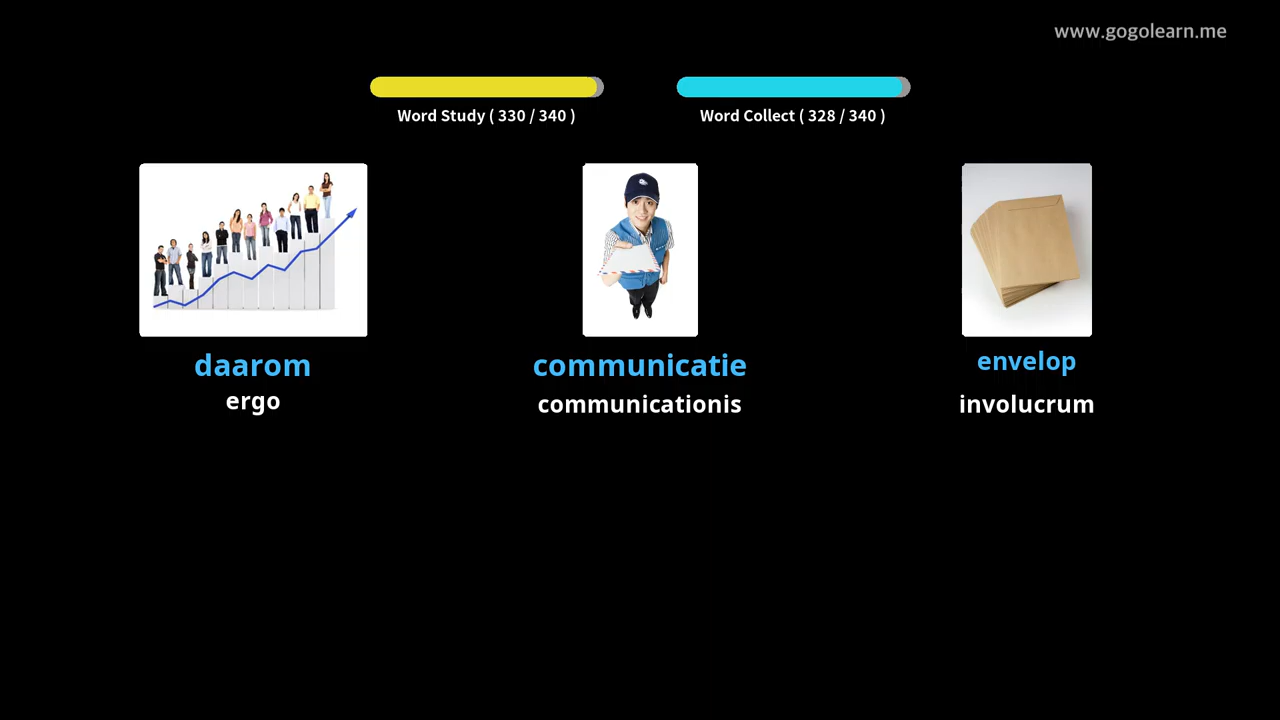 www.gogolearn.me
Word Study ( 330 / 340 )
Word Collect ( 328 / 340 )
daarom
ergo
communicatie
communicationis
envelop
involucrum